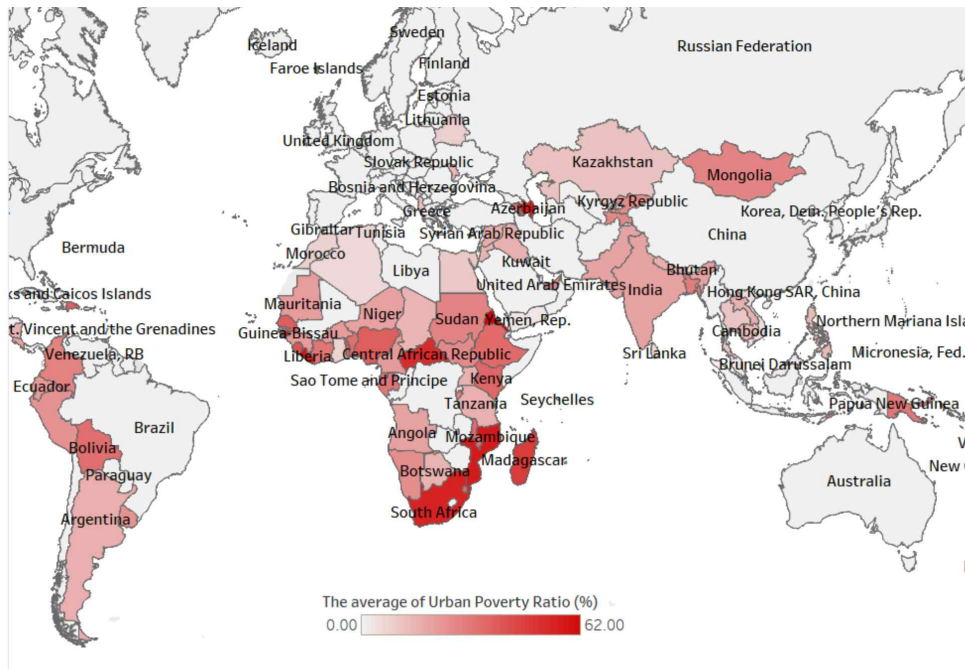 Sweden
Iceland
Russian Federation
Faroe Islands
Finland
Estonia
Lithuania
United Kingdom
Slovak Republic
Kazakhstan
Mongolia
Bosnia and Herzegovina
Kyrgyz Republic
Greece
Azerbaijan
Korea, Dem. People's Rep.
Gibraltar
Tunisia
Syrian Arab Republic
China
Bermuda
Morocco
Libya
Kuwait
Bhutan
United Arab Emirates
India
Hong Kong SAR, China
ks and Caicos Islands
Mauritania
Niger
Sudan
Yemen, Rep.
Northern Mariana Isla
t. Vincent and the Grenadines
Guinea-Bissau
Cambodia
Venezuela, RB
Liberia
Central African Republic
Sri Lanka
Micronesia, Fed.
Brunei Darussalam
Ecuador
Sao Tome and Principe
Kenya
Seychelles
Tanzania
Papua New Guinea
Brazil
Angola
Mozambique
Bolivia
Madagascar
New
Paraguay
Botswana
Australia
Argentina
South Africa
The average of Urban Poverty Ratio (%)
0.00 62.00